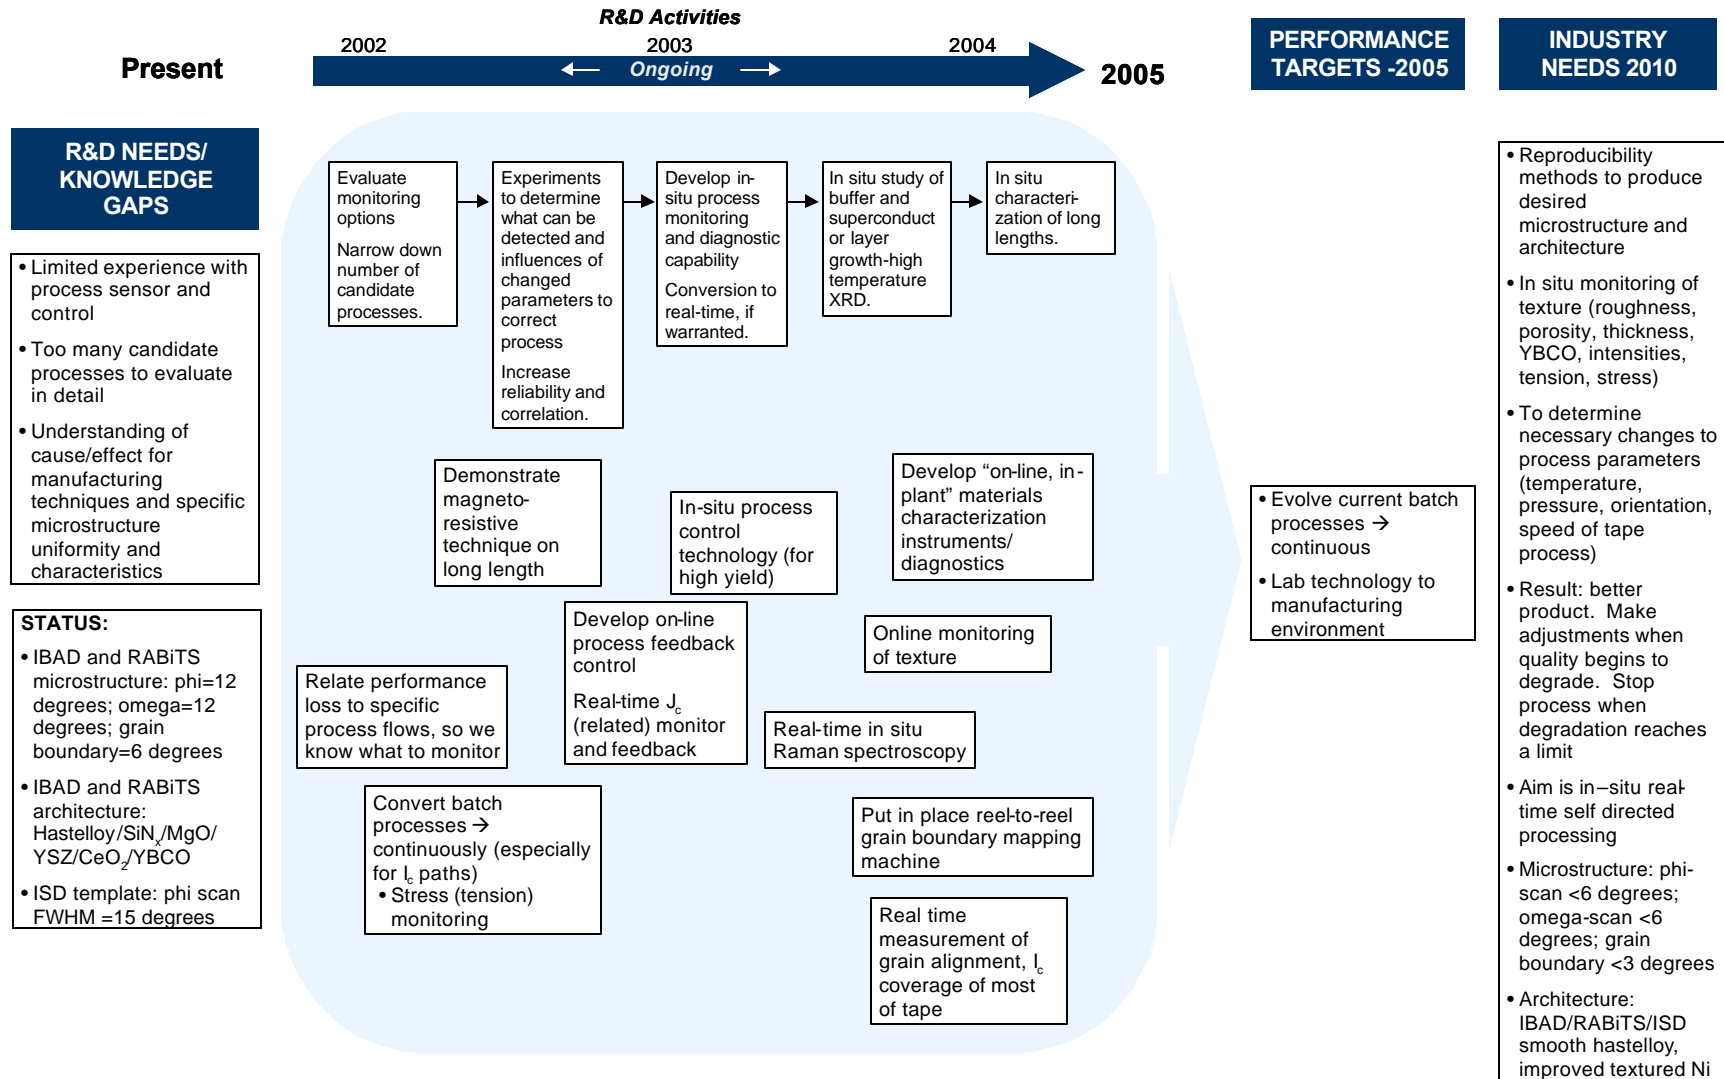 R&D Activities
2002
2003
2004
Present
Ongoing
2005
PERFORMANCE
TARGETS -2005
INDUSTRY
NEEDS 2010
R&D NEEDS/
KNOWLEDGE
GAPS
• Limited experience with
process sensor and
control
• Too many candidate
processes to evaluate
in detail
• Understanding of
cause/effect for
manufacturing
techniques and specific
microstructure
uniformity and
characteristics
STATUS:
• IBAD and RABiTS
microstructure: phi=12
degrees; omega=12
degrees; grain
boundary=6 degrees
• IBAD and RABiTS
architecture:
Hastelloy/SiNx/MgO/
YSZ/CeO2/YBCO
• ISD template: phi scan
FWHM =15 degrees
Evaluate
monitoring
options
Narrow down
number of
candidate
processes.
Experiments
to determine
what can be
detected and
influences of
changed
parameters to
correct
process
Increase
reliability and
correlation.
Develop in-
situ process
monitoring
and diagnostic
capability
Conversion to
real-time, if
warranted.
In situ study of
buffer and
superconduct
or layer
growth-high
temperature
XRD.
In situ
characteri-
zation of long
lengths.
Demonstrate
magneto-
resistive
technique on
long length
In-situ process
control
technology (for
high yield)
Develop “on-line, in-
plant” materials
characterization
instruments/
diagnostics
Develop on-line
process feedback
control
Real-time Jc
(related) monitor
and feedback
Online monitoring
of texture
Relate performance
loss to specific
process flows, so we
know what to monitor
Real-time in situ
Raman spectroscopy
Convert batch
processes →
continuously (especially
for Ic paths)
• Stress (tension)
monitoring
Put in place reel-to-reel
grain boundary mapping
machine
Real time
measurement of
grain alignment, Ic
coverage of most
of tape
• Evolve current batch
processes →
continuous
• Lab technology to
manufacturing
environment
• Reproducibility
methods to produce
desired
microstructure and
architecture
• In situ monitoring of
texture (roughness,
porosity, thickness,
YBCO, intensities,
tension, stress)
• To determine
necessary changes to
process parameters
(temperature,
pressure, orientation,
speed of tape
process)
• Result: better
product. Make
adjustments when
quality begins to
degrade. Stop
process when
degradation reaches
a limit
• Aim is in–situ real-
time self directed
processing
• Microstructure: phi-
scan <6 degrees;
omega-scan <6
degrees; grain
boundary <3 degrees
• Architecture:
IBAD/RABiTS/ISD
smooth hastelloy,
improved textured Ni